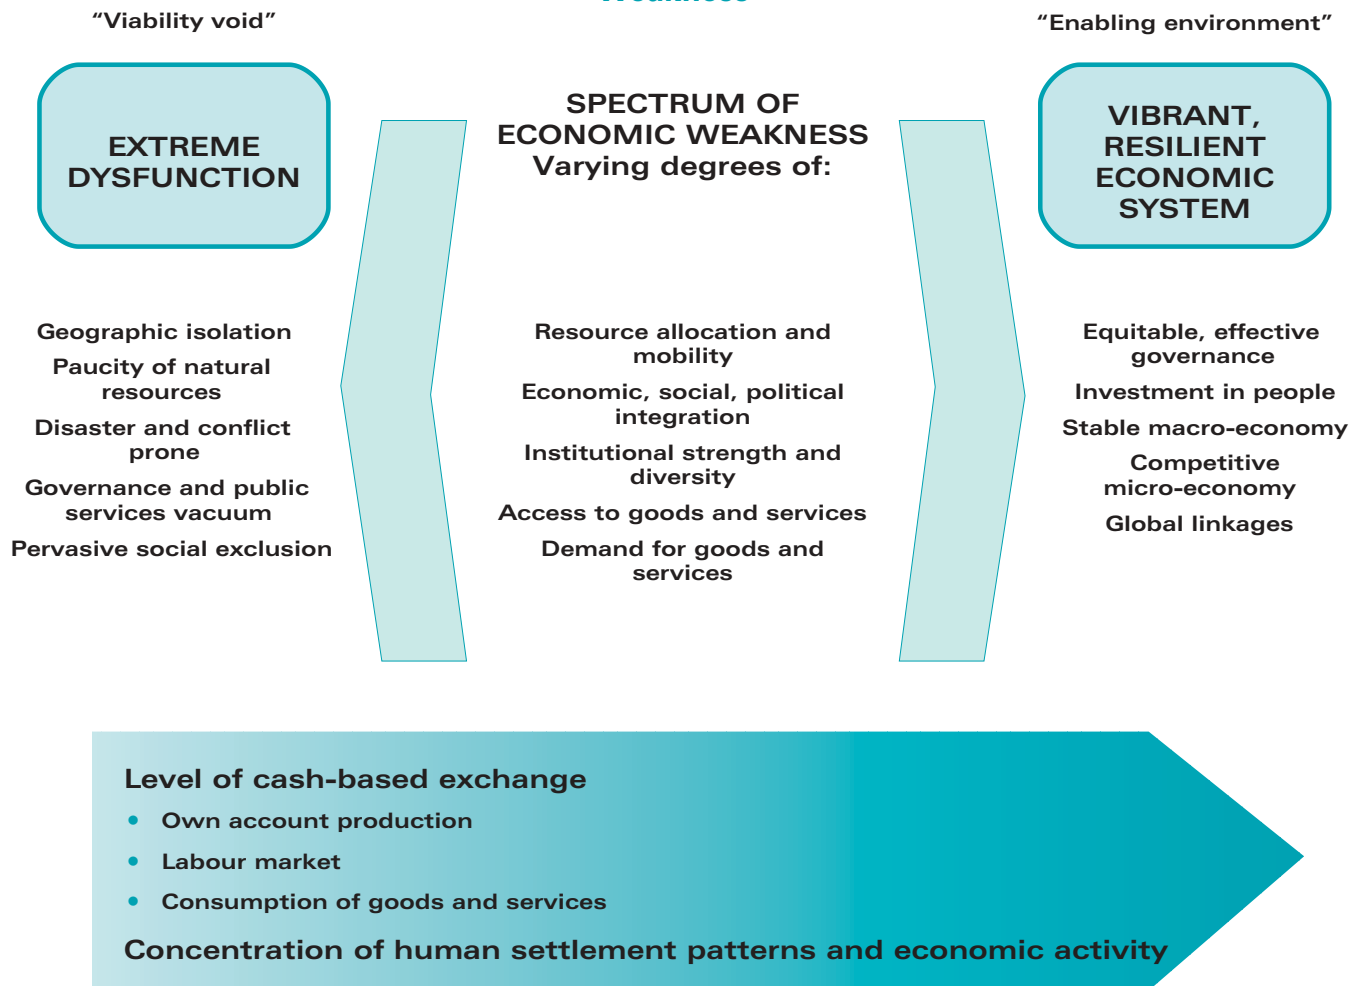 Weakness
“Viability void”
“Enabling environment”
EXTREME
DYSFUNCTION
SPECTRUM OF
ECONOMIC WEAKNESS
Varying degrees of:
VIBRANT,
RESILIENT
ECONOMIC
SYSTEM
Geographic isolation
Paucity of natural
resources
Disaster and conflict
prone
Governance and public
services vacuum
Pervasive social exclusion
Resource allocation and
mobility
Economic, social, political
integration
Institutional strength and
diversity
Access to goods and services
Demand for goods and
services
Equitable, effective
governance
Investment in people
Stable macro-economy
Competitive
micro-economy
Global linkages
Level of cash-based exchange
• Own account production
• Labour market
• Consumption of goods and services
Concentration of human settlement patterns and economic activity